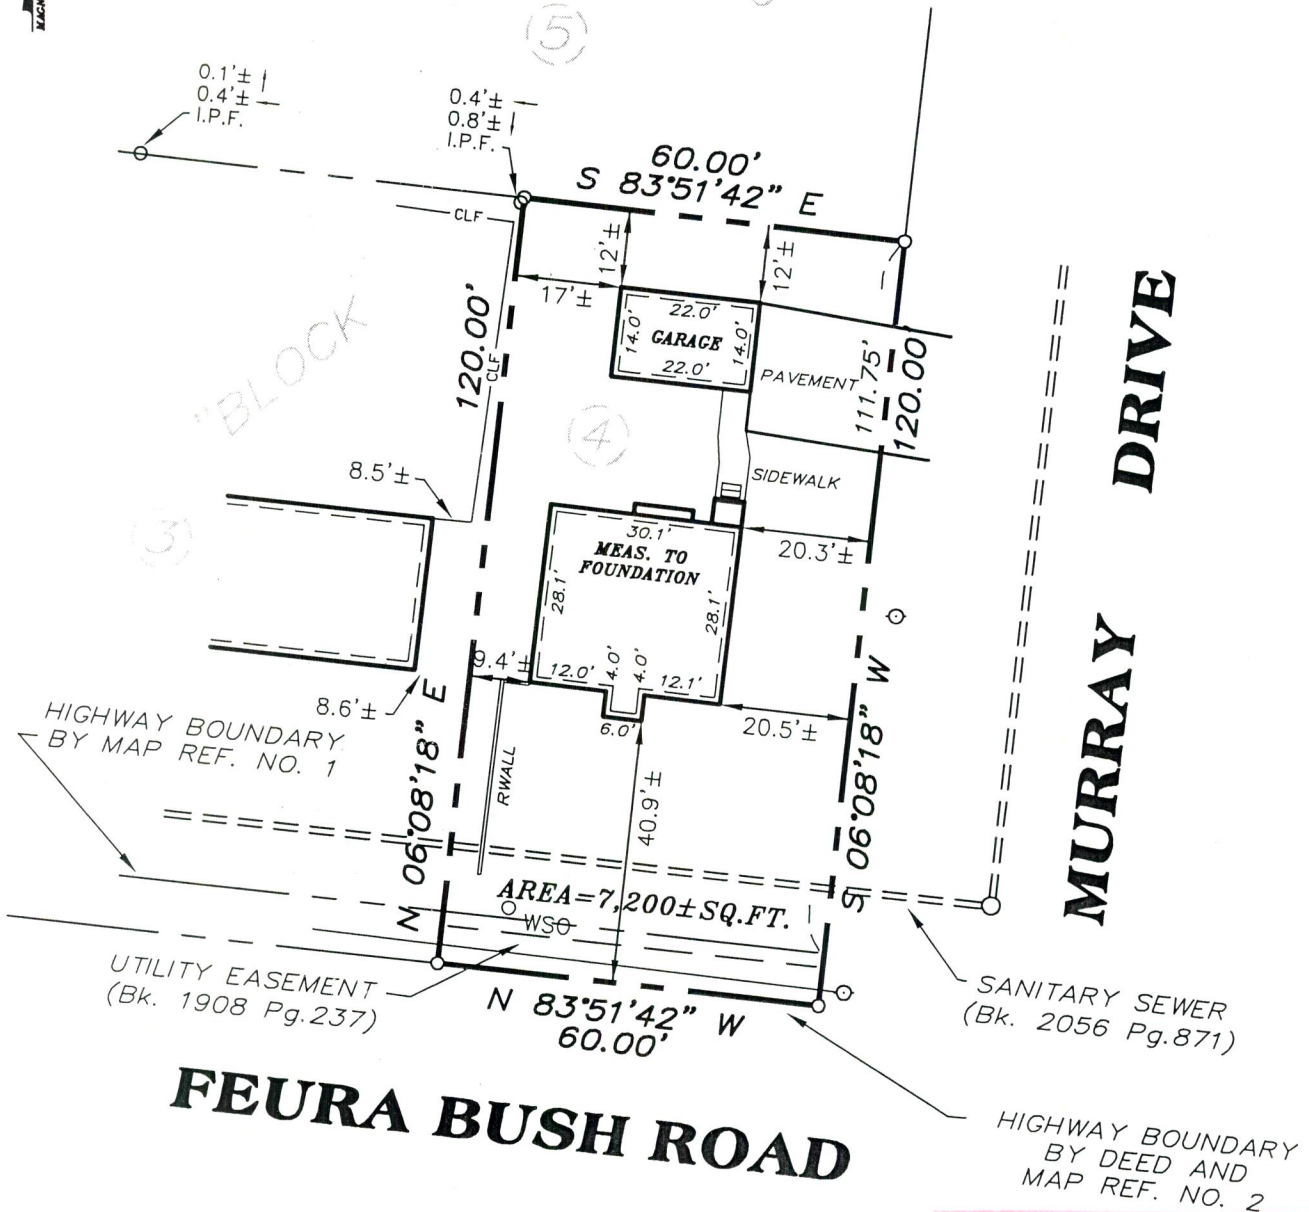 5
0.1'±
0.4'±
I.P.F.
0.4'±
0.8'±
I.P.F.
60.00'
S 83°51'42" E
CLF
12'±
12'±
17'±
120.00'
CLF
22.0'
14.0'
GARAGE
14.0'
22.0'
PAVEMENT
111.75'
120.00
DRIVE
"BLOCK
4
8.5'±
SIDEWALK
3
30.1'
MEAS. TO
FOUNDATION
28.1'
28.1'
20.3'±
9.4'±
12.0'
4.0'
4.0'
12.1'
6.0'
8.6'±
20.5'±
HIGHWAY BOUNDARY
BY MAP REF. NO. 1
N 06°08'18" E
RWALL
40.9'±
S 06°08'18" W
MURRAY
AREA=7,200±SQ.FT.
WSO
UTILITY EASEMENT
(Bk. 1908 Pg.237)
N 83°51'42" W
60.00'
SANITARY SEWER
(Bk. 2056 Pg.871)
FEURA BUSH ROAD
HIGHWAY BOUNDARY
BY DEED AND
MAP REF. NO. 2